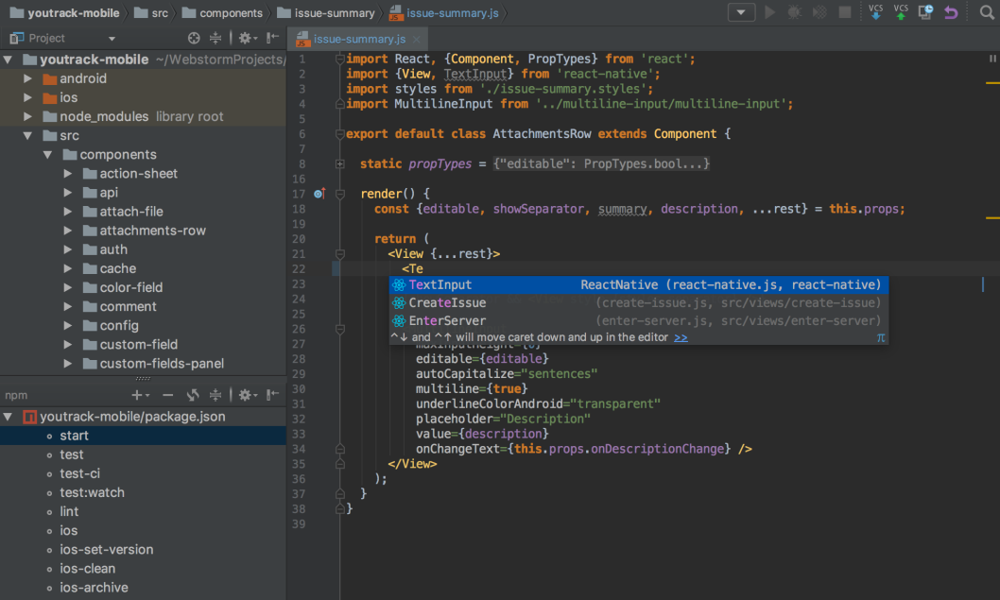 youtrack-mobile src components issue-summary issue-summary.js
VCS VCS
Project
issue-summary.js
youtrack-mobile ~/WebstormProjects/
android
ios
node_modules library root
src
components
action-sheet
api
attach-file
attachments-row
auth
cache
color-field
comment
config
custom-field
custom-fields-panel
npm
youtrack-mobile/package.json
start
test
test-ci
test:watch
lint
ios
ios-set-version
ios-clean
ios-archive
1 import React, {Component, PropTypes} from 'react';
2 import {View, TextInput} from 'react-native';
3 import styles from './issue-summary.styles';
4 import MultilineInput from '../multiline-input/multiline-input';
5
6 export default class AttachmentsRow extends Component {
7
8 static propTypes = {"editable": PropTypes.bool...}
16
17 render() {
18 const {editable, showSeparator, summary, description, ...rest} = this.props;
19
20 return (
21 <View {...rest}>
22 <Te
23 TextInput ReactNative (react-native.js, react-native)
24 CreateIssue (create-issue.js, src/views/create-issue)
25 EnterServer (enter-server.js, src/views/enter-server)
26 ^↓ and ^↑ will move caret down and up in the editor >> π
27 maxInputHeight={0}
28 editable={editable}
29 autoCapitalize="sentences"
30 multiline={true}
31 underlineColorAndroid="transparent"
32 placeholder="Description"
33 value={description}
34 onChangeText={this.props.onDescriptionChange} />
35 </View>
36 );
37 }
38 }
39